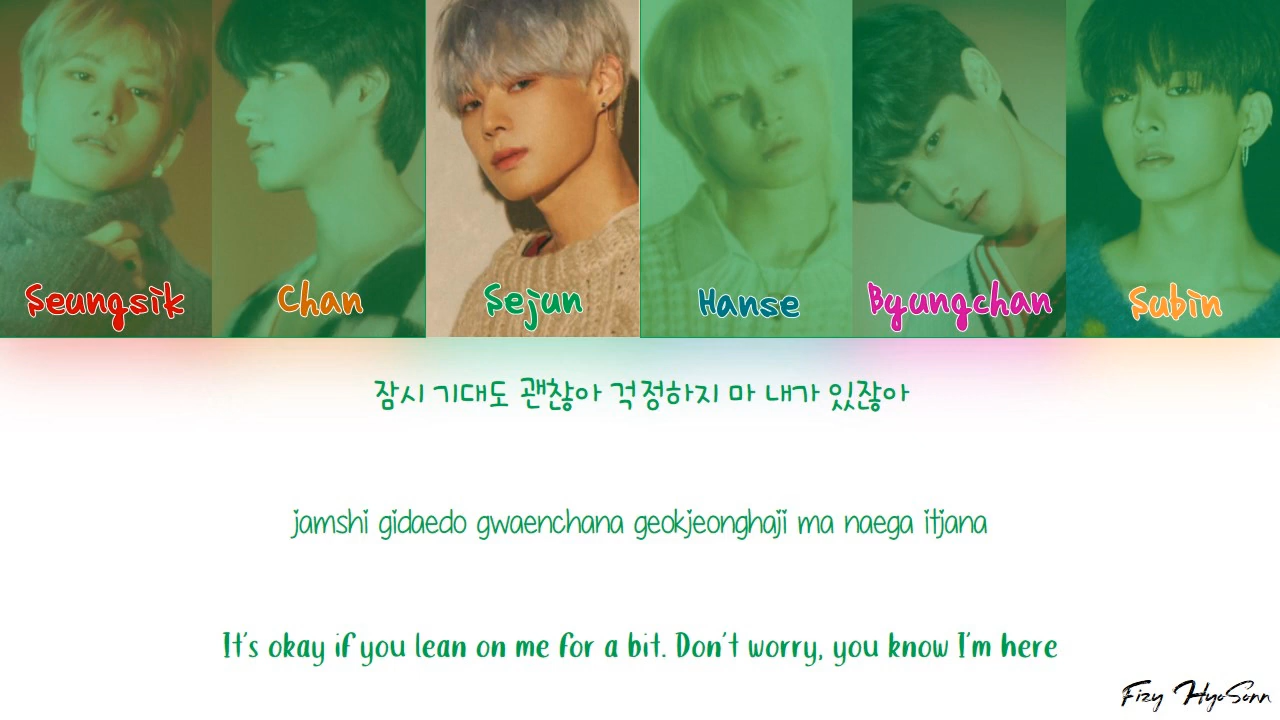 Seungsik Chan Sejun Hanse Byungchan Subin
잠시 기대도 괜찮아 걱정하지 마 내가 있잖아
jamshi gidaedo gwaenchana geokjeonghaji ma naega itjana
It's okay if you lean on me for a bit. Don't worry, you know I'm here
Fizy HyoSonn